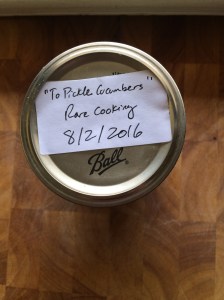 "To Pickle Cucumbers"
Rare Cooking
8/2/2016
Ball